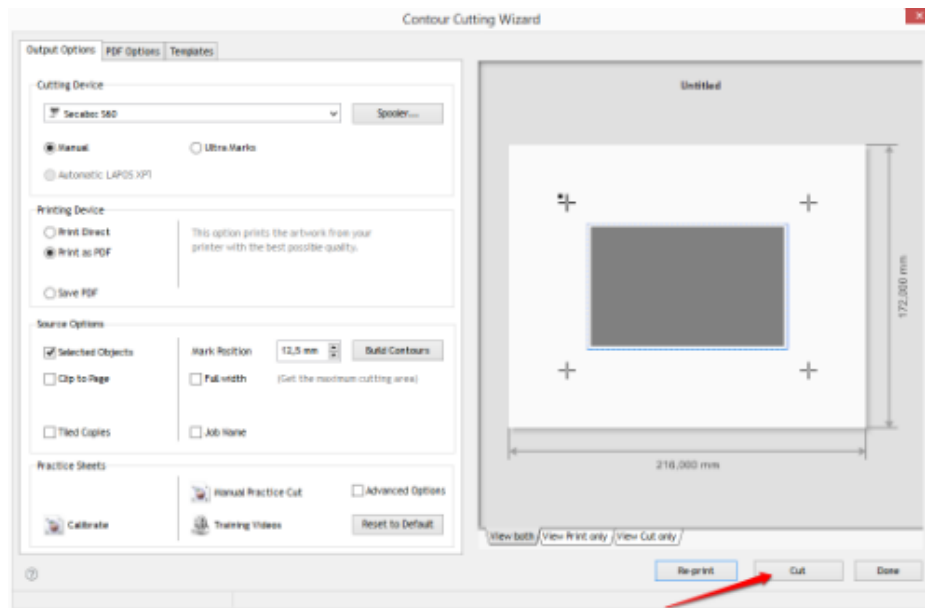 Contour Cutting Wizard
Output Options PDF Options Templates
Cutting Device
Secabo: S60 Spooler....
Manual Ultra Marks
Automatic LAPOS XPT
Printing Device
Print Direct This option prints the artwork from your
Print as PDF printer with the best possible quality.
Save PDF
Source Options
Selected Objects Mark Position 12,5 mm Build Contours
Clip to Page Full width (Get the maximum cutting area)
Tiled Copies Job Name
Practice Sheets
Manual Practice Cut Advanced Options
Calibrate Training Videos Reset to Default
Untitled
172,000 mm
216,000 mm
View both View Print only View Cut only
Re-print Cut Done